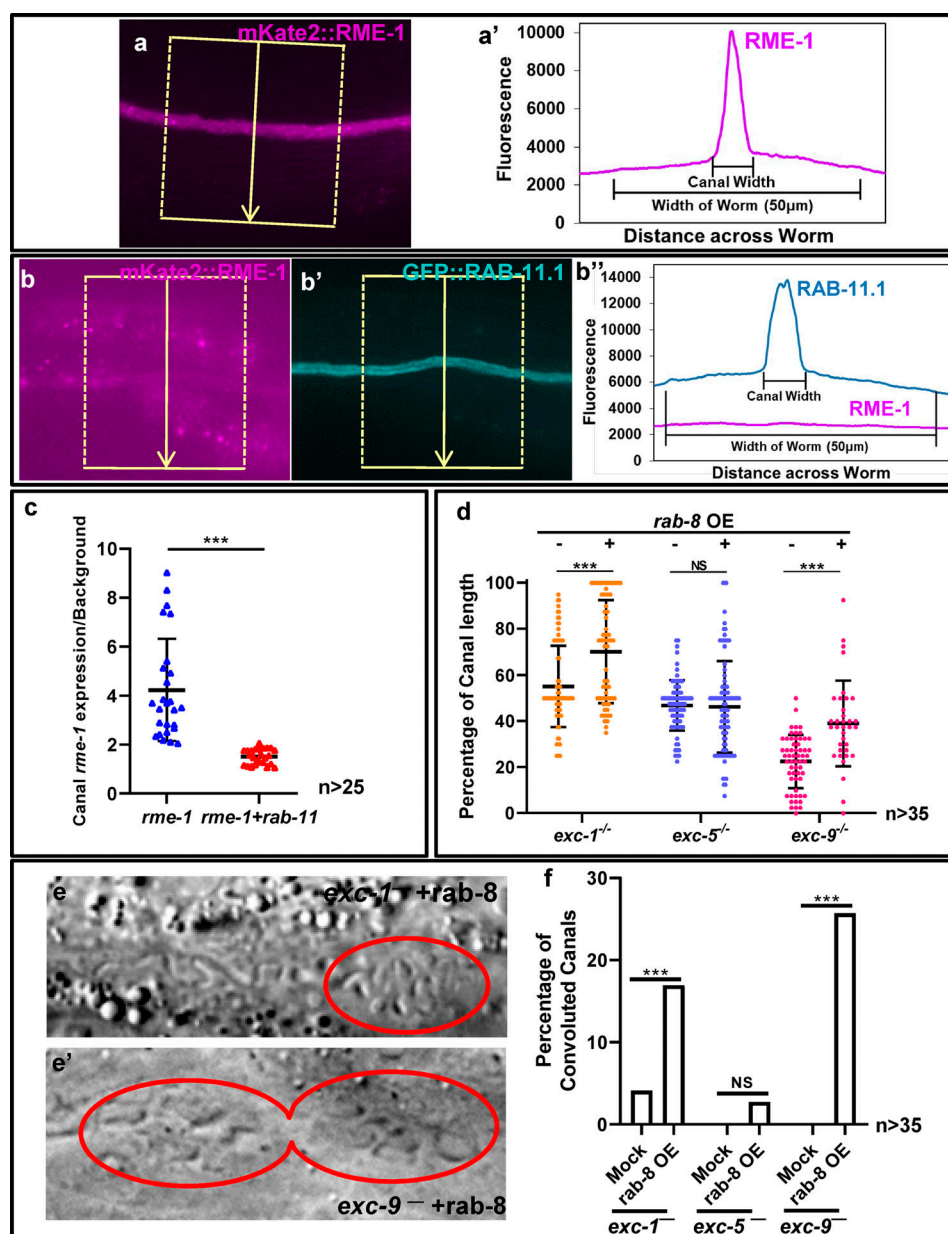 a
mKate2::RME-1
a’
RME-1
Fluorescence
10000
8000
6000
4000
2000
0
Canal Width
Width of Worm (50µm)
Distance across Worm
b
mKate2::RME-1
b’
GFP::RAB-11.1
b’’
RAB-11.1
Fluorescence
14000
12000
10000
8000
6000
4000
2000
0
Canal Width
RME-1
Width of Worm (50µm)
Distance across Worm
c
Canal rme-1 expression/Background
10
8
6
4
2
0
***
rme-1 rme-1+rab-11
n>25
d
rab-8 OE
- + - + - +
*** NS ***
Percentage of Canal length
100
80
60
40
20
0
exc-1-/- exc-5-/- exc-9-/-
n>35
e
exc-1— +rab-8
e’
exc-9 — +rab-8
f
Percentage of
Convoluted Canals
30
20
10
0
***
NS
***
n>35
Mock
rab-8 OE
Mock
rab-8 OE
Mock
rab-8 OE
exc-1— exc-5 — exc-9—